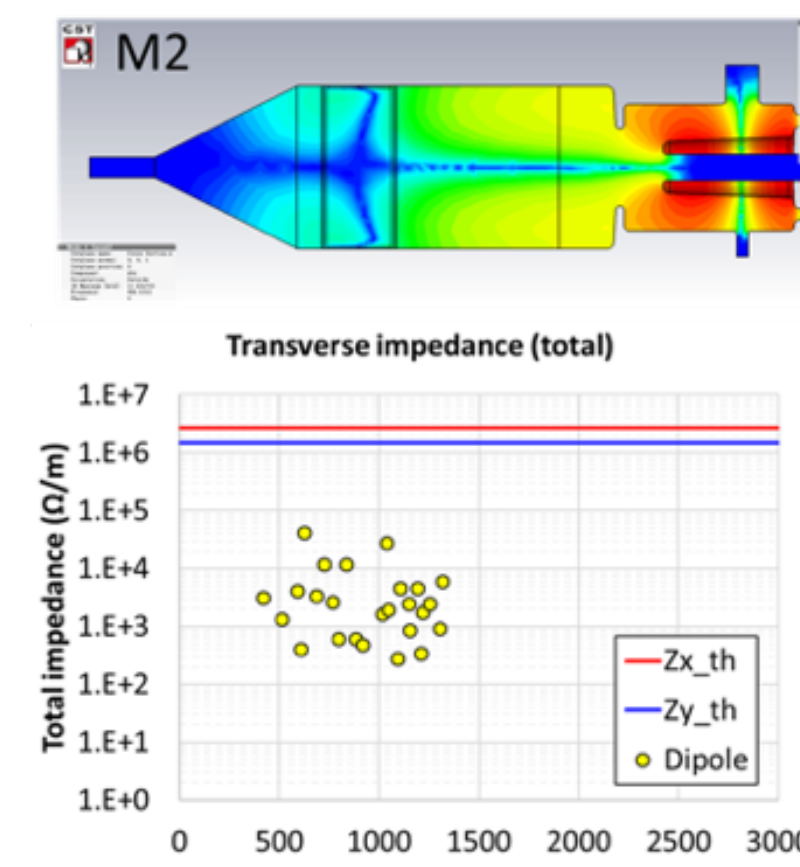 CST
M2
Transverse impedance (total)
Total impedance (Ω/m)
1.E+7
1.E+6
1.E+5
1.E+4
1.E+3
1.E+2
1.E+1
1.E+0
Zx_th
Zy_th
Dipole
0 500 1000 1500 2000 2500 300